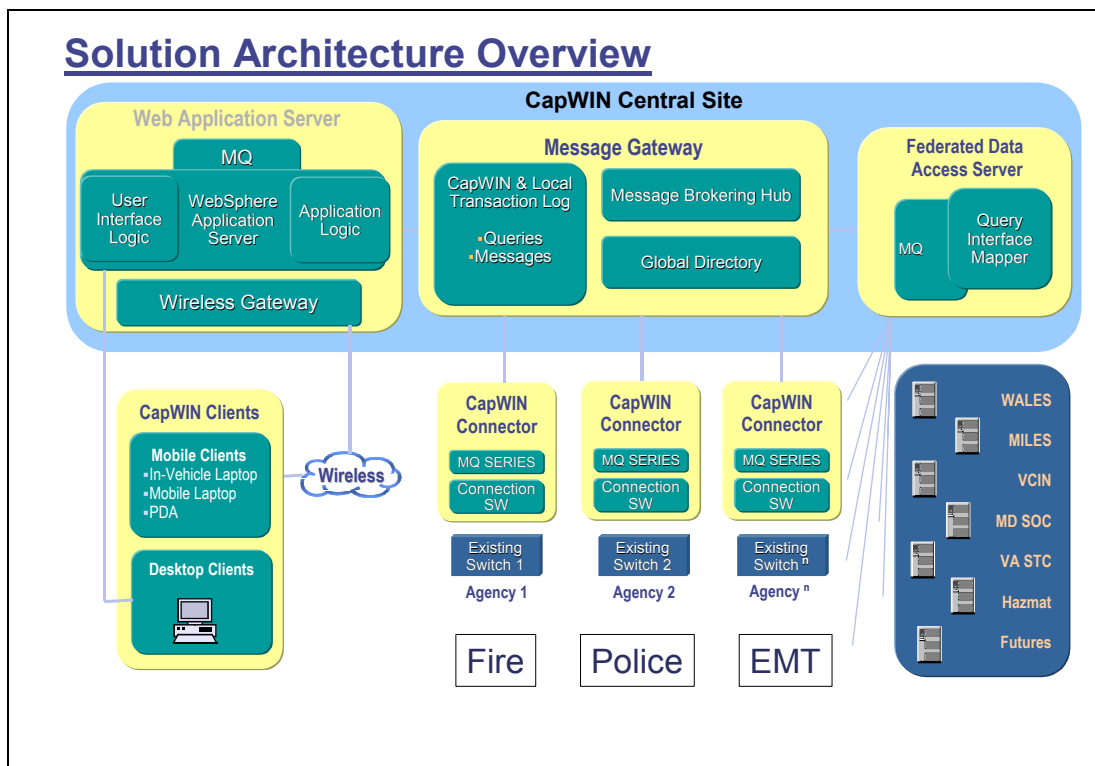 Solution Architecture Overview
CapWIN Central Site
Web Application Server
MQ
User
Interface
Logic
WebSphere
Application
Server
Application
Logic
Wireless Gateway
Message Gateway
CapWIN & Local
Transaction Log
▪Queries
▪Messages
Message Brokering Hub
Global Directory
Federated Data
Access Server
MQ
Query
Interface
Mapper
CapWIN Clients
Mobile Clients
▪In-Vehicle Laptop
▪Mobile Laptop
▪PDA
Desktop Clients
Wireless
CapWIN
Connector
MQ SERIES
Connection
SW
Existing
Switch 1
Agency 1
Fire
CapWIN
Connector
MQ SERIES
Connection
SW
Existing
Switch 2
Agency 2
Police
CapWIN
Connector
MQ SERIES
Connection
SW
Existing
Switch n
Agency n
EMT
WALES
MILES
VCIN
MD SOC
VA STC
Hazmat
Futures